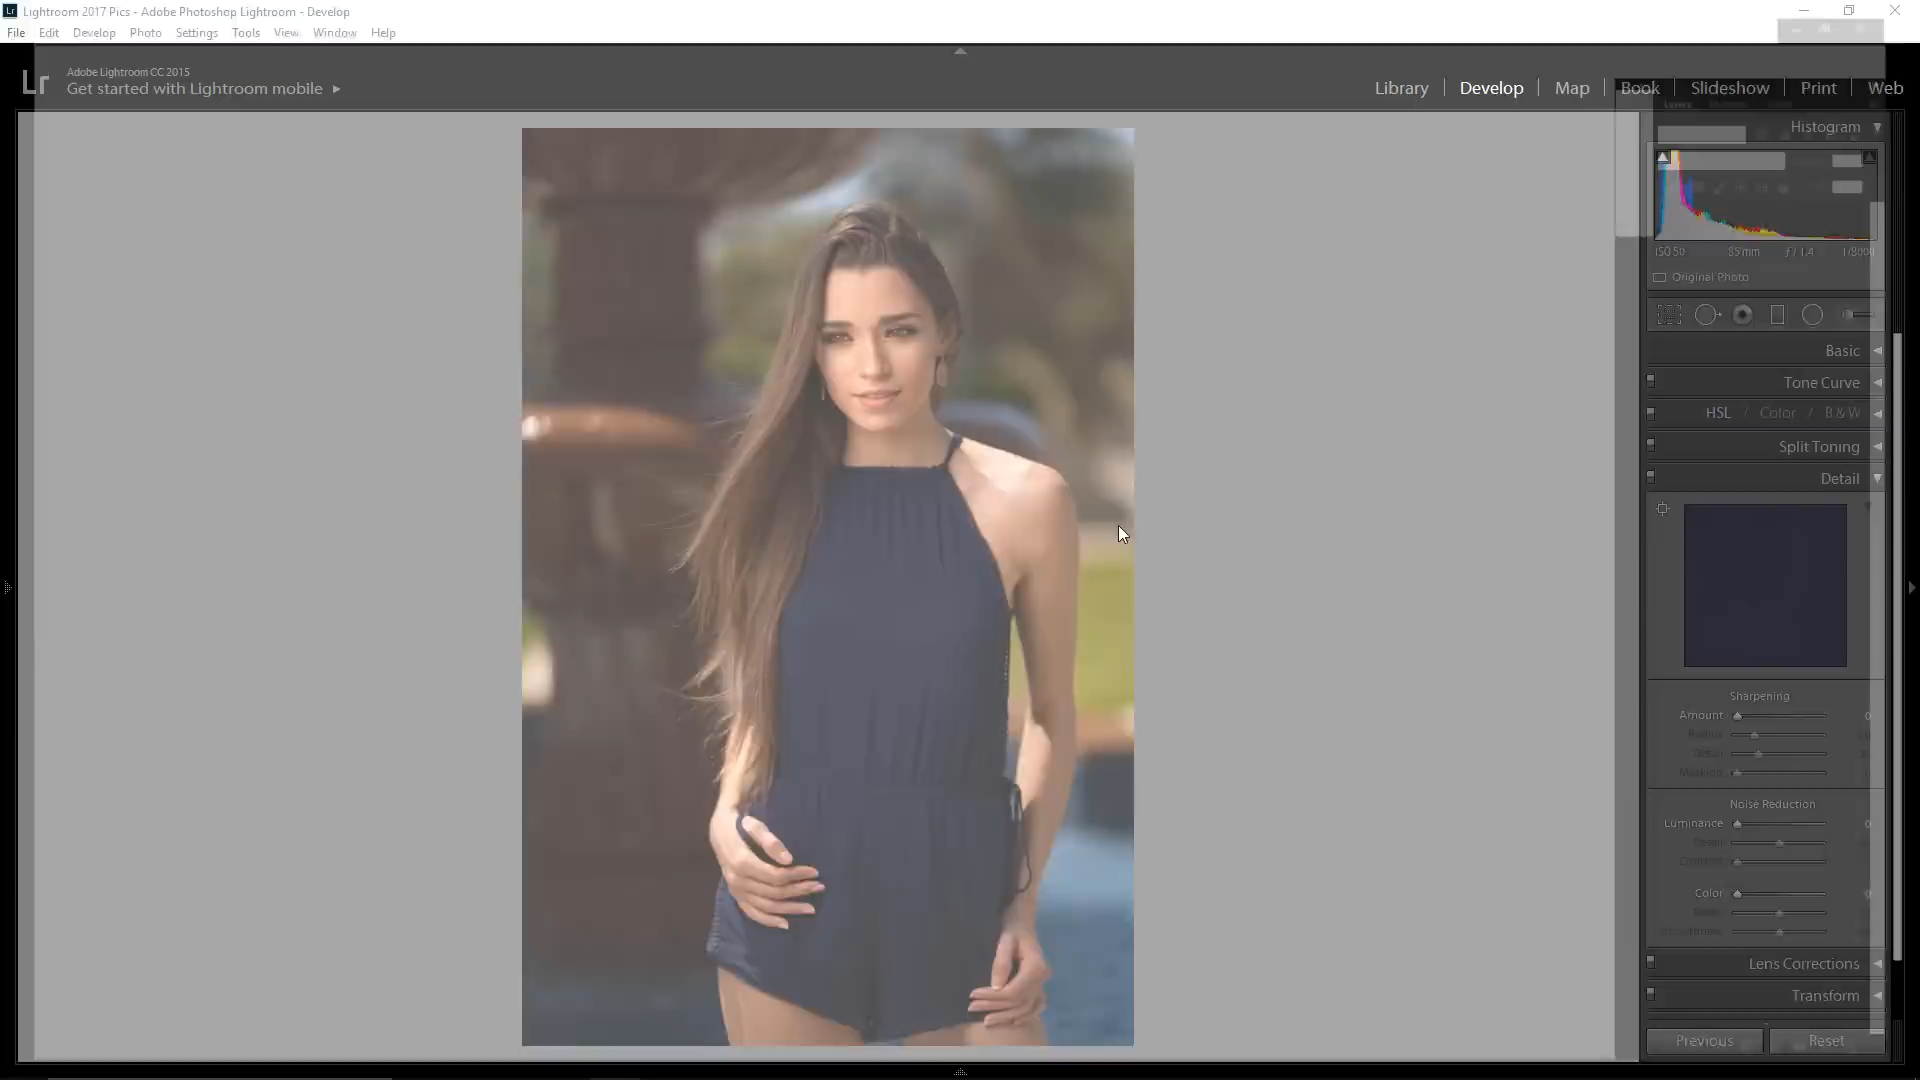 Lightroom 2017 Pics - Adobe Photoshop Lightroom - Develop
File Edit Develop Photo Settings Tools View Window Help
Lr
Adobe Lightroom CC 2015
Get started with Lightroom mobile
Library Develop Map Book Slideshow Print Web
Histogram
ISO 50 85 mm ƒ / 1.4 1/8000
Original Photo
Basic
Tone Curve
HSL / Color / B & W
Split Toning
Detail
Sharpening
Amount 0
Radius
Detail
Masking
Noise Reduction
Luminance 0
Detail
Contrast
Color 0
Lens Corrections
Transform
Previous Reset